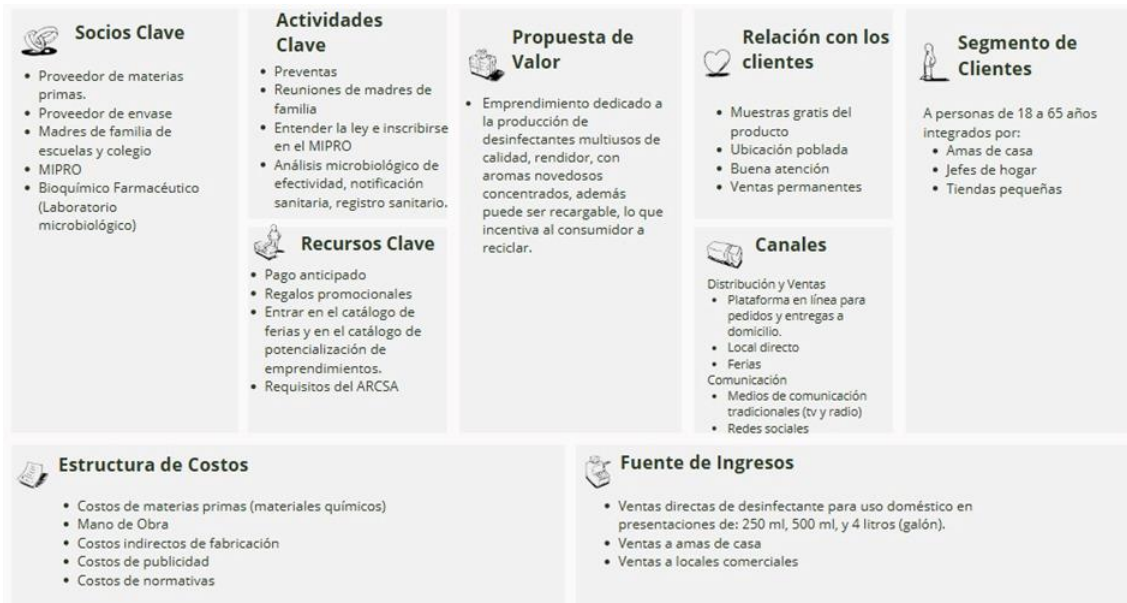 Socios Clave
Proveedor de materias
primas.
Proveedor de envase
Madres de familia de
escuelas y colegio
MIPRO
Bioquímico Farmacéutico
(Laboratorio
microbiológico)
Actividades
Clave
Preventas
Reuniones de madres de
familia
Entender la ley e inscribirse
en el MIPRO
Análisis microbiológico de
efectividad, notificación
sanitaria, registro sanitario.
Recursos Clave
Pago anticipado
Regalos promocionales
Entrar en el catálogo de
ferias y en el catálogo de
potencialización de
emprendimientos.
Requisitos del ARCSA
Propuesta de
Valor
Emprendimiento dedicado a
la producción de
desinfectantes multiusos de
calidad, rendidor, con
aromas novedosos
concentrados, además
puede ser recargable, lo que
incentiva al consumidor a
reciclar.
Relación con los
clientes
Muestras gratis del
producto
Ubicación poblada
Buena atención
Ventas permanentes
Canales
Distribución y Ventas
Plataforma en línea para
pedidos y entregas a
domicilio.
Local directo
Ferias
Comunicación
Medios de comunicación
tradicionales (tv y radio)
Redes sociales
Segmento de
Clientes
A personas de 18 a 65 años
integrados por:
Amas de casa
Jefes de hogar
Tiendas pequeñas
Estructura de Costos
Costos de materias primas (materiales químicos)
Mano de Obra
Costos indirectos de fabricación
Costos de publicidad
Costos de normativas
Fuente de Ingresos
Ventas directas de desinfectante para uso doméstico en
presentaciones de: 250 ml, 500 ml, y 4 litros (galón).
Ventas a amas de casa
Ventas a locales comerciales